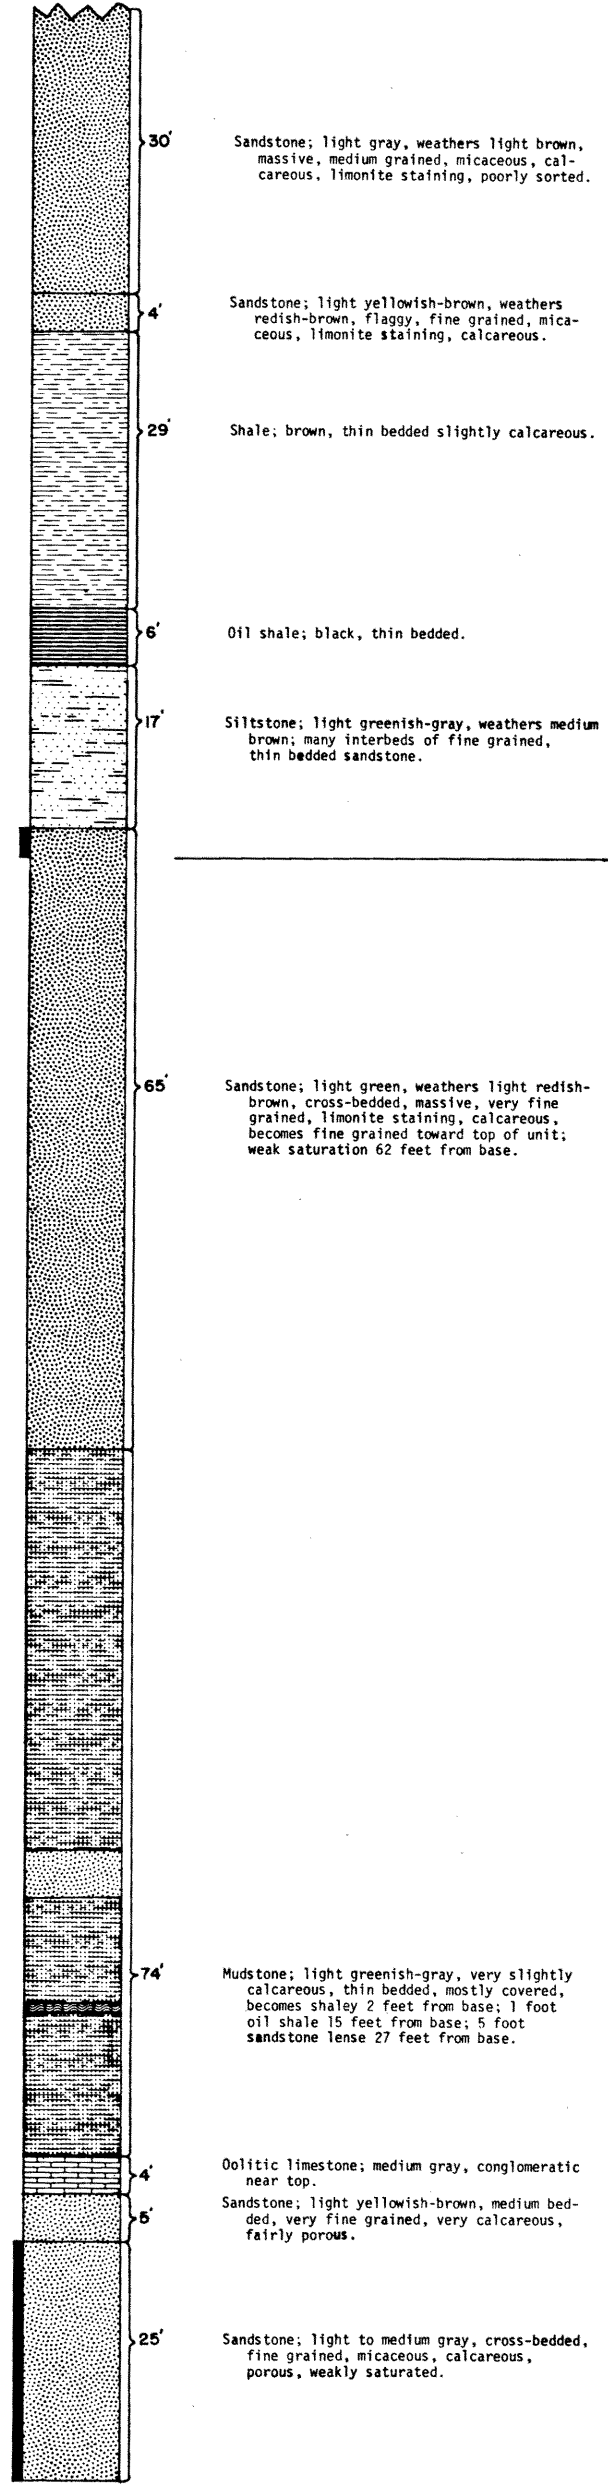 30'
Sandstone; light gray, weathers light brown,
massive, medium grained, micaceous, cal-
careous, limonite staining, poorly sorted.
4'
Sandstone; light yellowish-brown, weathers
redish-brown, flaggy, fine grained, mica-
ceous, limonite staining, calcareous.
29'
Shale; brown, thin bedded slightly calcareous.
6'
Oil shale; black, thin bedded.
17'
Siltstone; light greenish-gray, weathers medium
brown; many interbeds of fine grained,
thin bedded sandstone.
65'
Sandstone; light green, weathers light redish-
brown, cross-bedded, massive, very fine
grained, limonite staining, calcareous,
becomes fine grained toward top of unit;
weak saturation 62 feet from base.
74'
Mudstone; light greenish-gray, very slightly
calcareous, thin bedded, mostly covered,
becomes shaley 2 feet from base; 1 foot
oil shale 15 feet from base; 5 foot
sandstone lense 27 feet from base.
4'
Oolitic limestone; medium gray, conglomeratic
near top.
5'
Sandstone; light yellowish-brown, medium bed-
ded, very fine grained, very calcareous,
fairly porous.
25'
Sandstone; light to medium gray, cross-bedded,
fine grained, micaceous, calcareous,
porous, weakly saturated.